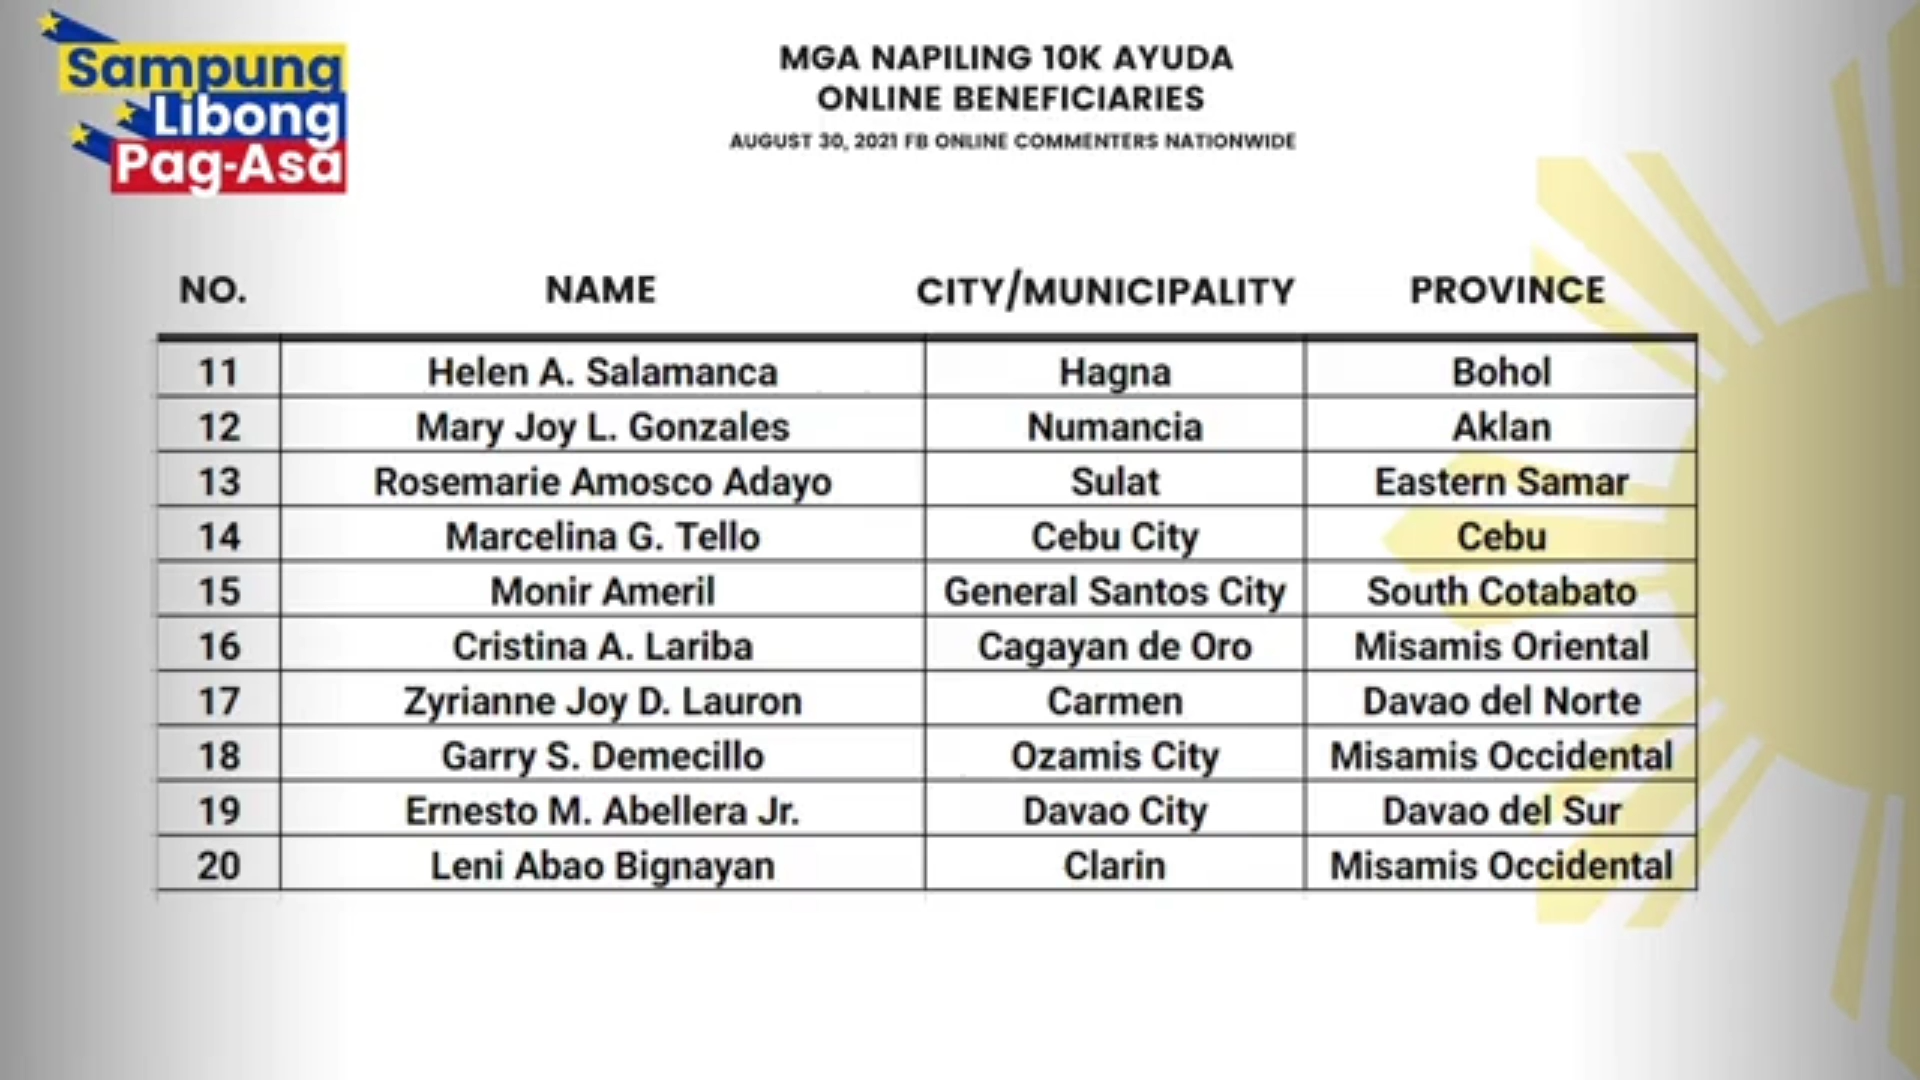 Sampung
Libong
Pag-Asa
MGA NAPILING 10K AYUDA
ONLINE BENEFICIARIES
AUGUST 30, 2021 FB ONLINE COMMENTERS NATIONWIDE
NO. NAME CITY/MUNICIPALITY PROVINCE
11 Helen A. Salamanca Hagna Bohol
12 Mary Joy L. Gonzales Numancia Aklan
13 Rosemarie Amosco Adayo Sulat Eastern Samar
14 Marcelina G. Tello Cebu City Cebu
15 Monir Ameril General Santos City South Cotabato
16 Cristina A. Lariba Cagayan de Oro Misamis Oriental
17 Zyrianne Joy D. Lauron Carmen Davao del Norte
18 Garry S. Demecillo Ozamis City Misamis Occidental
19 Ernesto M. Abellera Jr. Davao City Davao del Sur
20 Leni Abao Bignayan Clarin Misamis Occidental